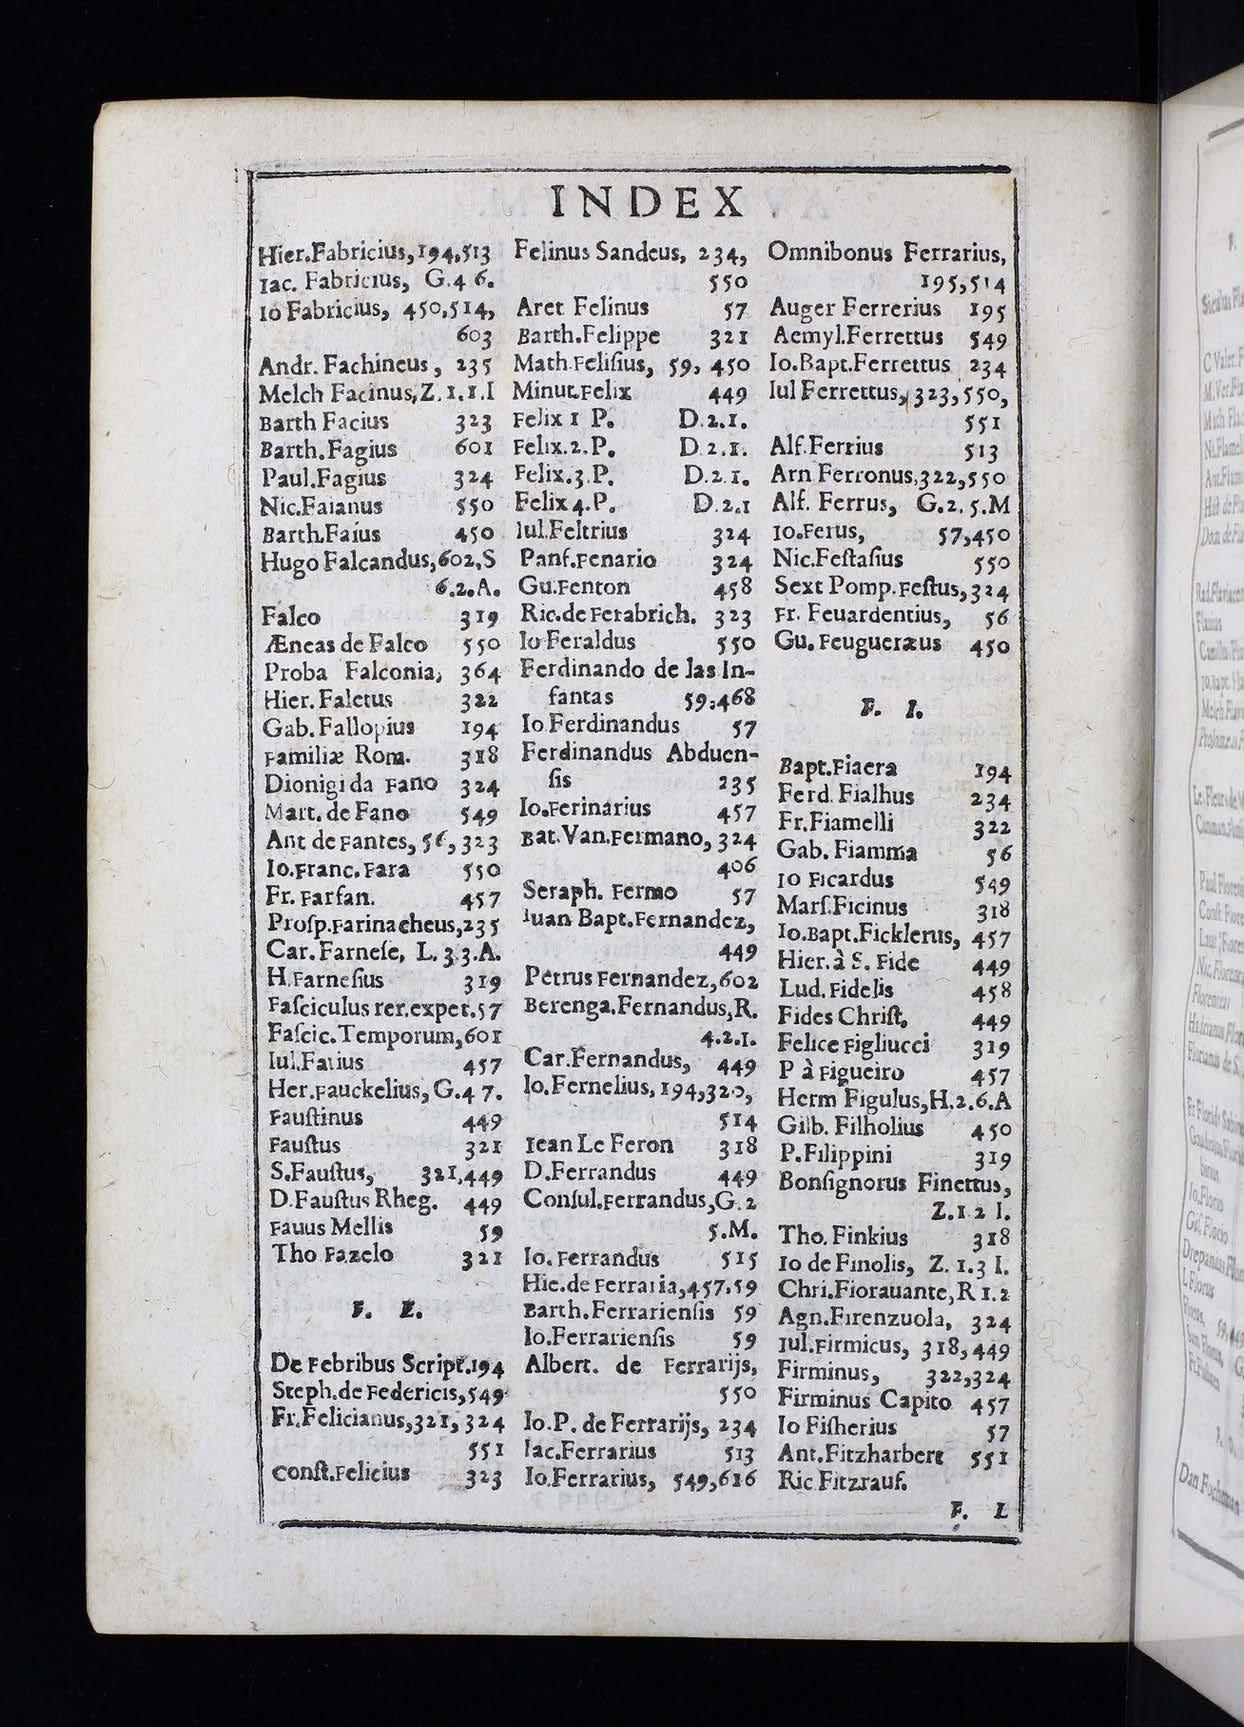 INDEX
Hier.Fabricius,194,513
Iac. Fabricius, G.4 6.
Io Fabricius, 450,514,
603
Andr. Fachineus, 235
Melch Facinus,Z.1.1.I
Barth Facius 323
Barth.Fagius 601
Paul.Fagius 324
Nic.Faianus 550
Barth.Faius 450
Hugo Falcandus,602,S
6.2.A.
Falco 319
Æneas de Falco 550
Proba Falconia, 364
Hier. Faletus 322
Gab. Fallopius 194
Familiæ Rom. 318
Dionigi da Fano 324
Mart. de Fano 549
Ant de Fantes, 56,323
Io.Franc.Fara 550
Fr. Farfan. 457
Proſp.Farinacheus,235
Car. Farneſe, L.3.3.A.
H.Farneſius 319
Faſciculus rer.expet.57
Faſcic.Temporum,601
Iul.Fatius 457
Her.Fauckelius, G.4 7.
Fauſtinus 449
Fauſtus 321
S.Fauſtus, 321,449
D.Fauſtus Rheg. 449
Fauus Mellis 59
Tho Fazelo 321
F. E.
De Febribus Script.194
Steph.de Federicis,549
Fr.Felicianus,321,324
551
Conſt.Felicius 323
Felinus Sandeus, 234,
550
Aret Felinus 57
Barth.Felippe 321
Math.Feliſius, 59, 450
Minut.Felix 449
Felix 1 P. D.2.1.
Felix.2.P. D.2.1.
Felix.3.P. D.2.1.
Felix 4.P. D.2.1
Iul.Feltrius 324
Panf.Fenario 324
Gu.Fenton 458
Ric.de Ferabrich. 323
Io Feraldus 550
Ferdinando de las In-
fantas 59,468
Io Ferdinandus 57
Ferdinandus Abduen-
ſis 235
Io.Ferinarius 457
Bat.Van.Fermano, 324
406
Seraph. Fermo 57
Iuan Bapt.Fernandez,
449
Petrus Fernandez,602
Berenga.Fernandus,R.
4.2.I.
Car.Fernandus, 449
Io.Fernelius, 194,320,
514
Iean Le Feron 318
D.Ferrandus 449
Conſul.Ferrandus,G.2
5.M.
Io. Ferrandus 515
Hie.de Ferraria,457.59
Barth.Ferrarienſis 59
Io.Ferrarienſis 59
Albert. de Ferrarijs,
550
Io.P. de Ferrarijs, 234
Iac.Ferrarius 513
Io.Ferrarius, 549,616
Omnibonus Ferrarius,
195,514
Auger Ferrerius 195
Aemyl.Ferrettus 549
Io.Bapt.Ferrettus 234
Iul Ferrettus, 323,550,
551
Alf.Ferrius 513
Arn Ferronus,322,550
Alf. Ferrus, G.2.5.M
Io.Ferus, 57,450
Nic.Feſtaſius 550
Sext Pomp.Feſtus,324
Fr. Feuardentius, 56
Gu. Feugueræus 450
F. I.
Bapt.Fiaera 194
Ferd. Fialhus 234
Fr.Fiamelli 322
Gab. Fiamma 56
Io Ficardus 549
Marſ.Ficinus 318
Io.Bapt.Ficklerus, 457
Hier.à S. Fide 449
Lud. Fidelis 458
Fides Chriſt. 449
Felice Figliucci 319
P à Figueiro 457
Herm Figulus,H.2.6.A
Gilb. Filholius 450
P.Filippini 319
Bonſignorus Finettus,
Z.1.2 I.
Tho. Finkius 318
Io de Finolis, Z. 1.3 I.
Chri.Fiorauante,R 1.2
Agn.Firenzuola, 324
Iul.Firmicus, 318,449
Firminus, 322,324
Firminus Capito 457
Io Fiſherius 57
Ant.Fitzharbert 551
Ric.Fitzrauf.
F. L